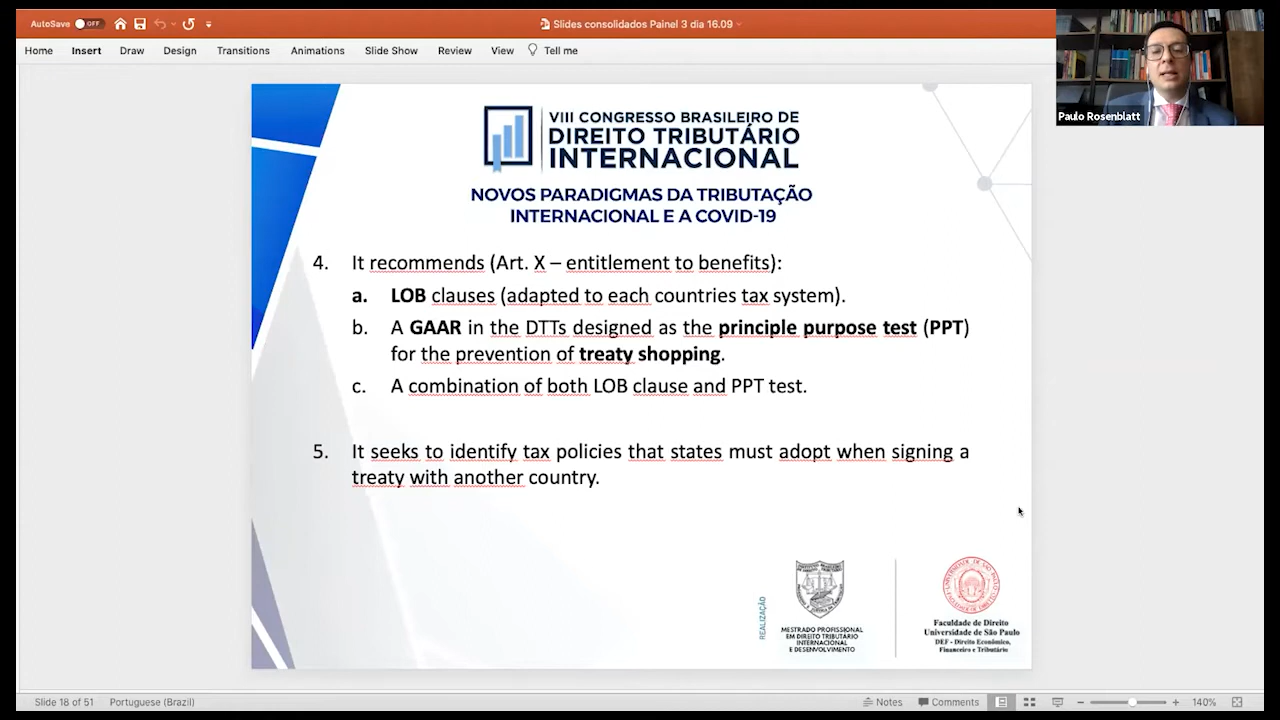 AutoSave OFF Slides consolidados Painel 3 dia 16.09
Home Insert Draw Design Transitions Animations Slide Show Review View Tell me
Paulo Rosenblatt
VIII CONGRESSO BRASILEIRO DE
DIREITO TRIBUTÁRIO
INTERNACIONAL
NOVOS PARADIGMAS DA TRIBUTAÇÃO
INTERNACIONAL E A COVID-19
4. It recommends (Art. X – entitlement to benefits):
a. LOB clauses (adapted to each countries tax system).
b. A GAAR in the DTTs designed as the principle purpose test (PPT)
for the prevention of treaty shopping.
c. A combination of both LOB clause and PPT test.
5. It seeks to identify tax policies that states must adopt when signing a
treaty with another country.
REALIZAÇÃO
MESTRADO PROFISSIONAL
EM DIREITO TRIBUTÁRIO
INTERNACIONAL
E DESENVOLVIMENTO
Faculdade de Direito
Universidade de São Paulo
DEF - Direito Econômico,
Financeiro e Tributário
Slide 18 of 51 Portuguese (Brazil) Notes Comments 140%